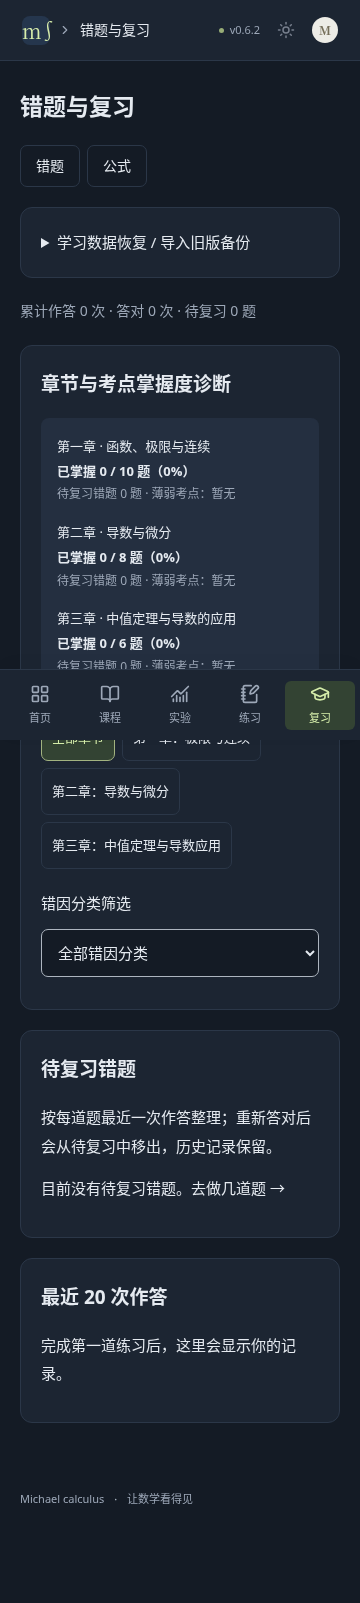 m∫ 错题与复习 v0.6.2 M
错题与复习
错题 公式
学习数据恢复 / 导入旧版备份
累计作答 0 次 · 答对 0 次 · 待复习 0 题
章节与考点掌握度诊断
第一章 · 函数、极限与连续
已掌握 0 / 10 题（0%）
待复习错题 0 题 · 薄弱考点：暂无
第二章 · 导数与微分
已掌握 0 / 8 题（0%）
待复习错题 0 题 · 薄弱考点：暂无
第三章 · 中值定理与导数的应用
已掌握 0 / 6 题（0%）
待复习错题 0 题 · 薄弱考点：暂无
首页 课程 实验 练习 复习
第二章：导数与微分
第三章：中值定理与导数应用
错因分类筛选
全部错因分类
待复习错题
按每道题最近一次作答整理；重新答对后
会从待复习中移出，历史记录保留。
目前没有待复习错题。去做几道题 →
最近 20 次作答
完成第一道练习后，这里会显示你的记
录。
Michael calculus · 让数学看得见